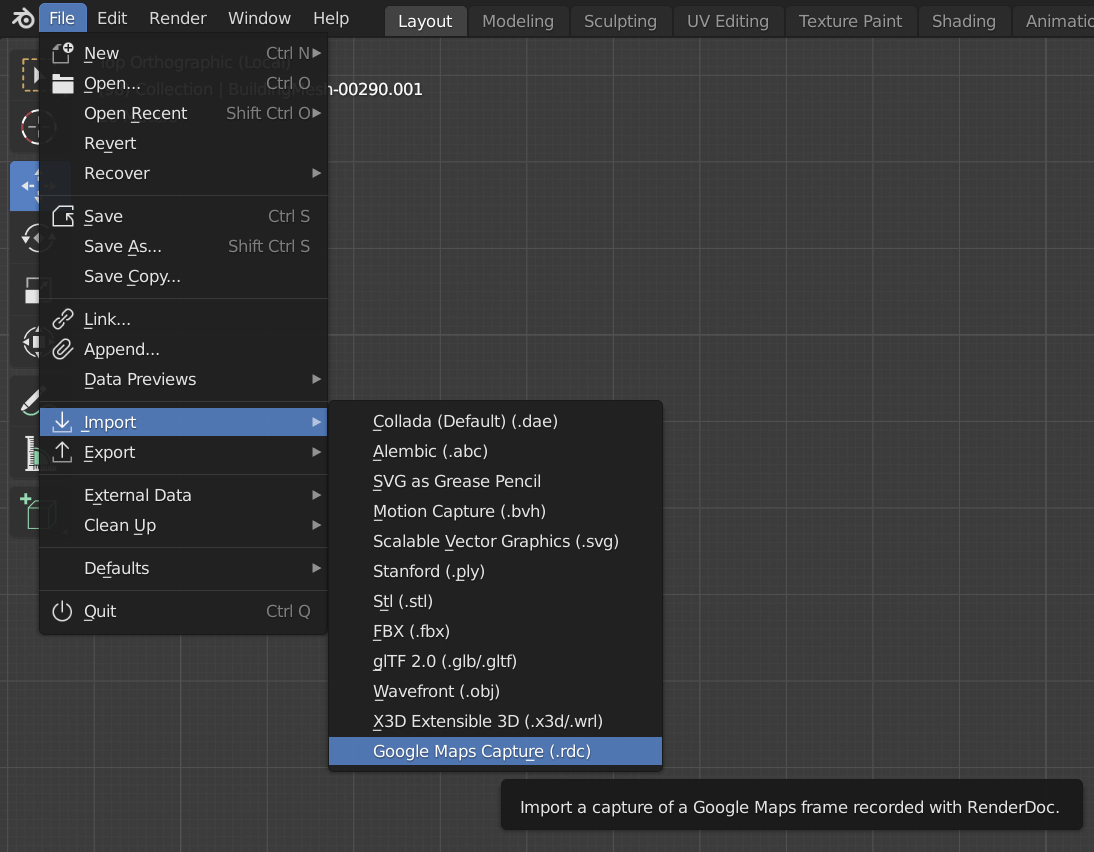 File Edit Render Window Help Layout Modeling Sculpting UV Editing Texture Paint Shading Animatio
New Ctrl N
Top Orthographic (Local)
Open... Ctrl O
Collection | BuildingMesh-00290.001
Open Recent Shift Ctrl O
Revert
Recover
Save Ctrl S
Save As... Shift Ctrl S
Save Copy...
Link...
Append...
Data Previews
Import
Export
External Data
Clean Up
Defaults
Quit Ctrl Q
Collada (Default) (.dae)
Alembic (.abc)
SVG as Grease Pencil
Motion Capture (.bvh)
Scalable Vector Graphics (.svg)
Stanford (.ply)
Stl (.stl)
FBX (.fbx)
glTF 2.0 (.glb/.gltf)
Wavefront (.obj)
X3D Extensible 3D (.x3d/.wrl)
Google Maps Capture (.rdc)
Import a capture of a Google Maps frame recorded with RenderDoc.